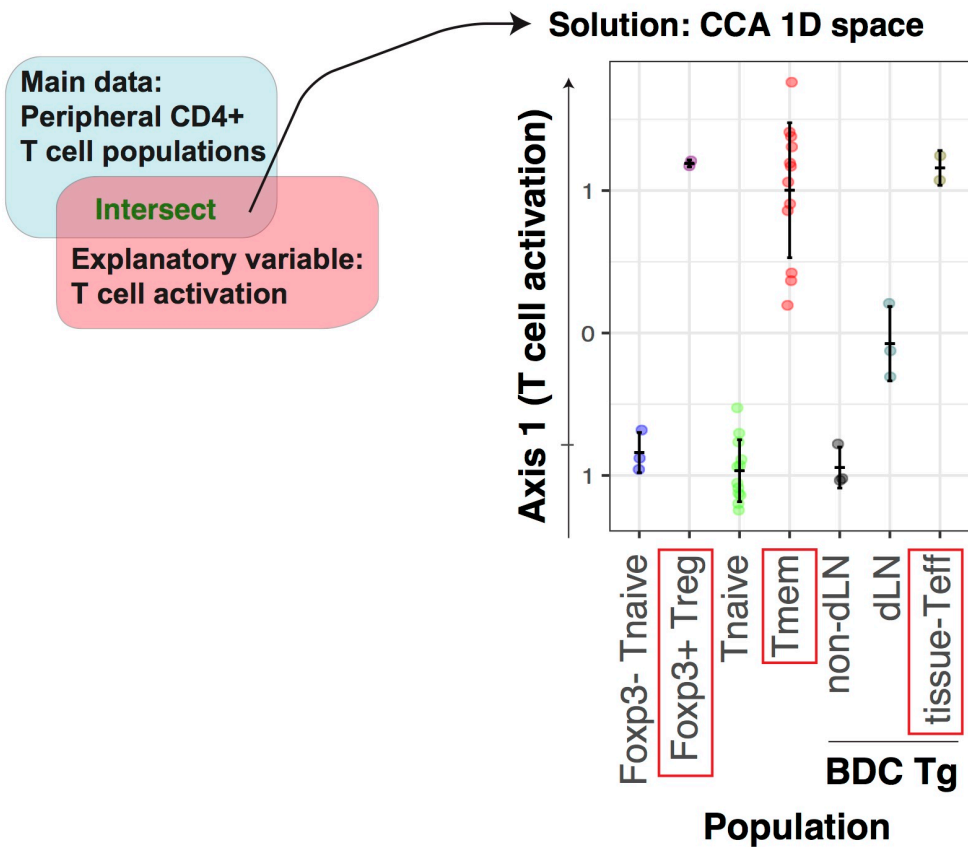 Solution: CCA 1D space
Main data:
Peripheral CD4+
T cell populations
Intersect
Explanatory variable:
T cell activation
Axis 1 (T cell activation)
1
0
1
Foxp3- Tnaive
Foxp3+ Treg
Tnaive
Tmem
non-dLN
dLN
tissue-Teff
BDC Tg
Population